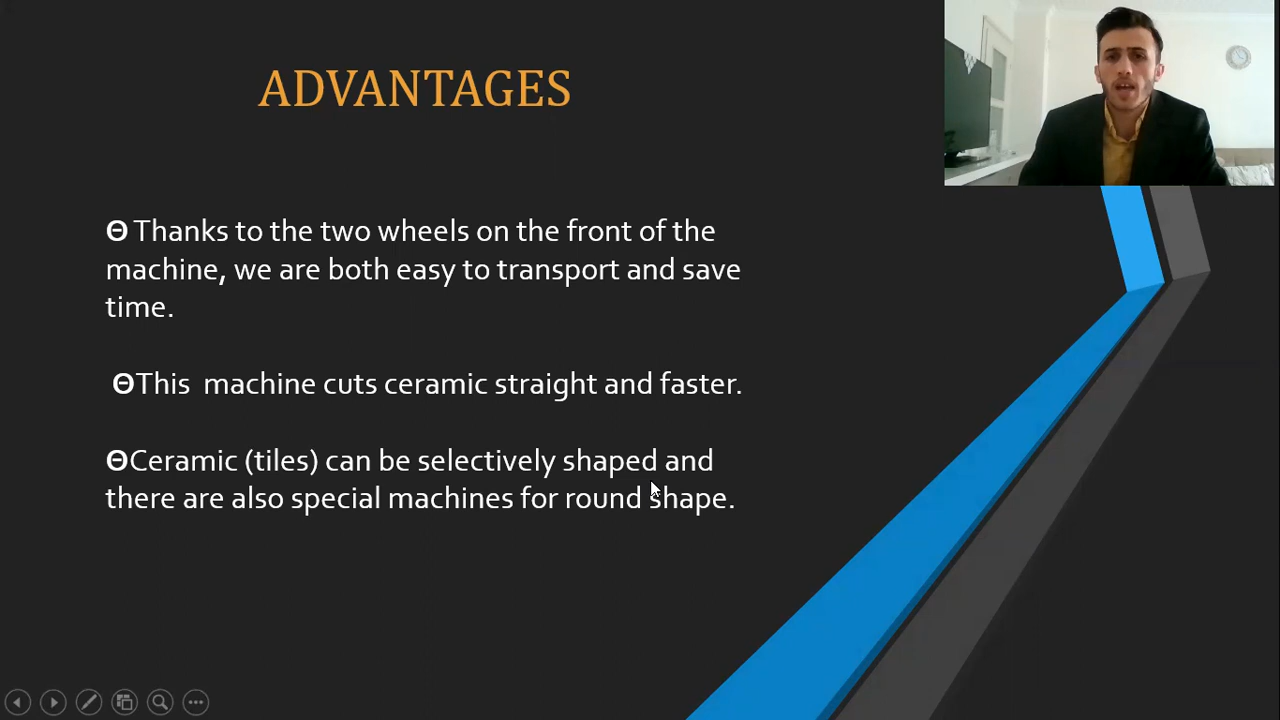 ADVANTAGES
Θ Thanks to the two wheels on the front of the
machine, we are both easy to transport and save
time.
ΘThis  machine cuts ceramic straight and faster.
ΘCeramic (tiles) can be selectively shaped and
there are also special machines for round shape.